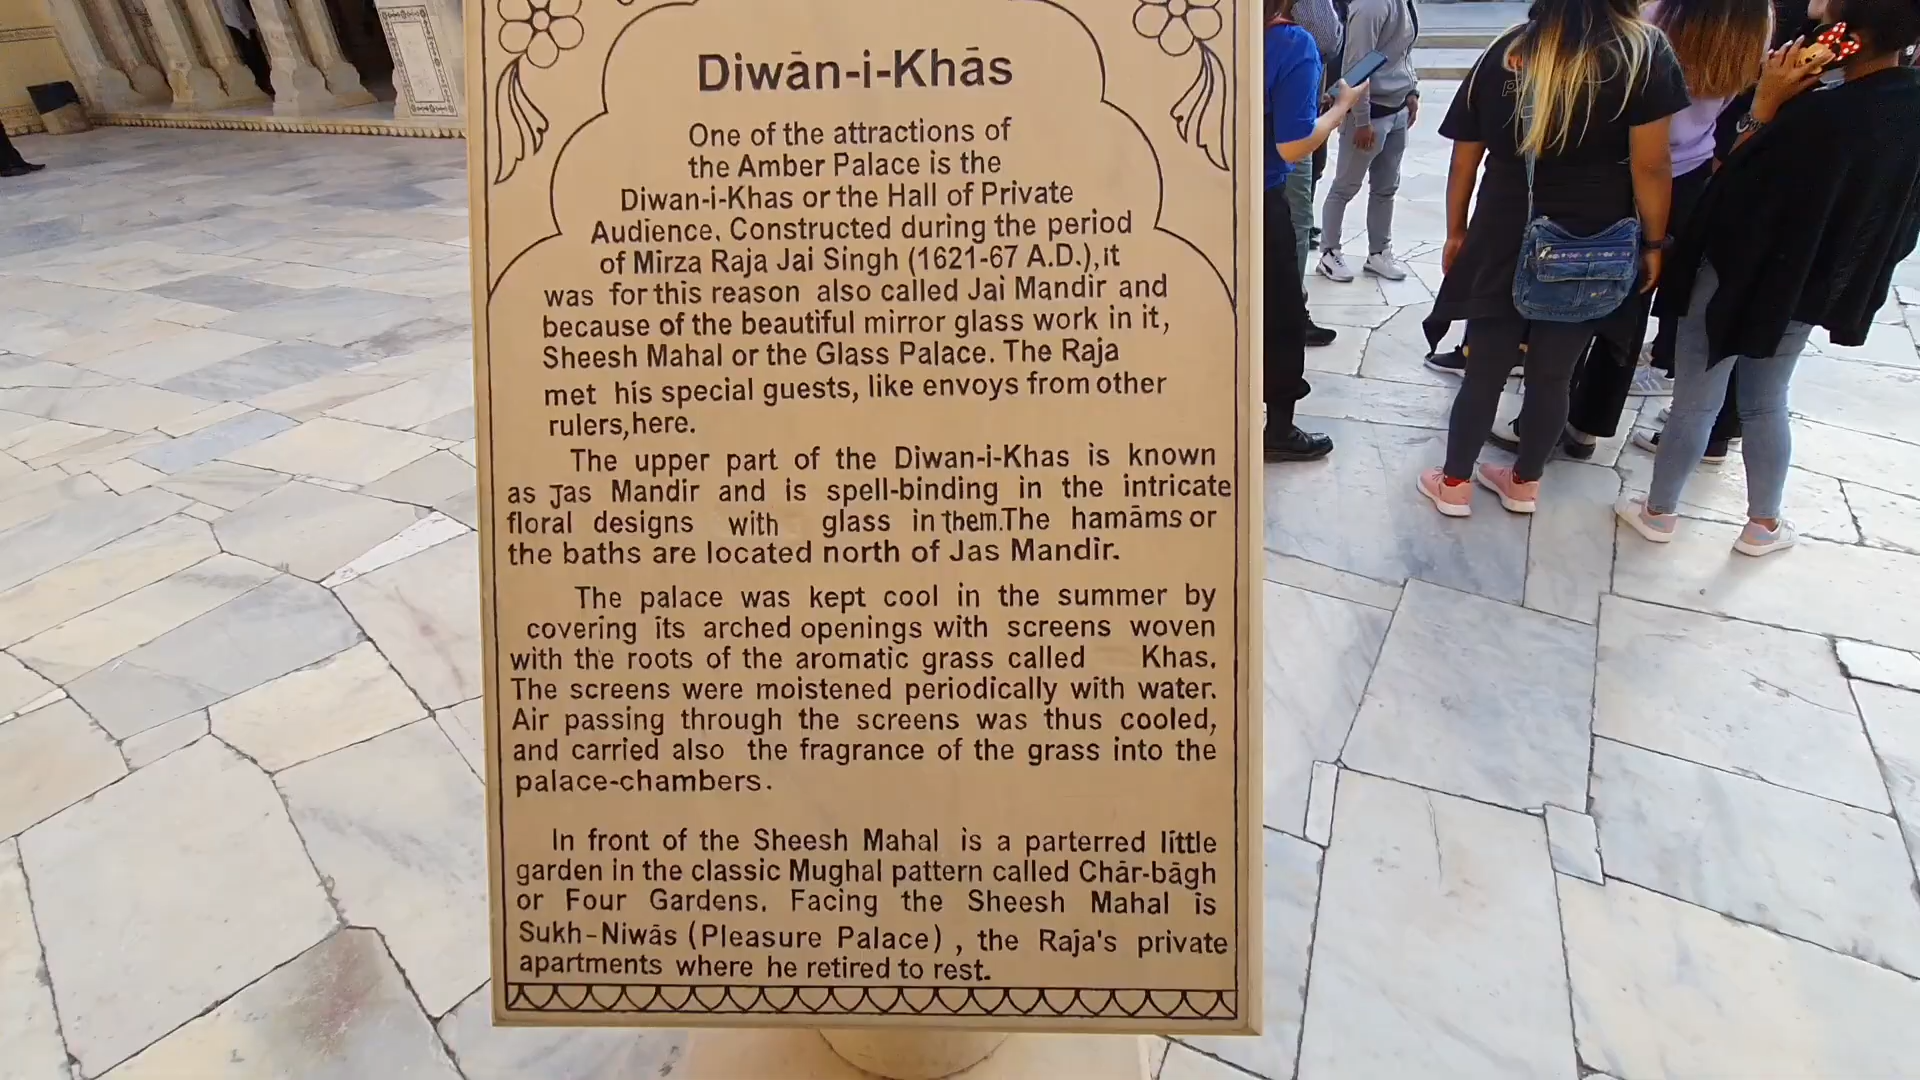 Diwān-i-Khās
One of the attractions of
the Amber Palace is the
Diwan-i-Khas or the Hall of Private
Audience. Constructed during the period
of Mirza Raja Jai Singh (1621-67 A.D.), it
was for this reason also called Jai Mandir and
because of the beautiful mirror glass work in it,
Sheesh Mahal or the Glass Palace. The Raja
met his special guests, like envoys from other
rulers, here.
The upper part of the Diwan-i-Khas is known
as Jas Mandir and is spell-binding in the intricate
floral designs with glass in them. The hamāms or
the baths are located north of Jas Mandir.
The palace was kept cool in the summer by
covering its arched openings with screens woven
with the roots of the aromatic grass called Khas.
The screens were moistened periodically with water.
Air passing through the screens was thus cooled,
and carried also the fragrance of the grass into the
palace-chambers.
In front of the Sheesh Mahal is a parterred little
garden in the classic Mughal pattern called Chār-bāgh
or Four Gardens. Facing the Sheesh Mahal is
Sukh-Niwās (Pleasure Palace) , the Raja's private
apartments where he retired to rest.